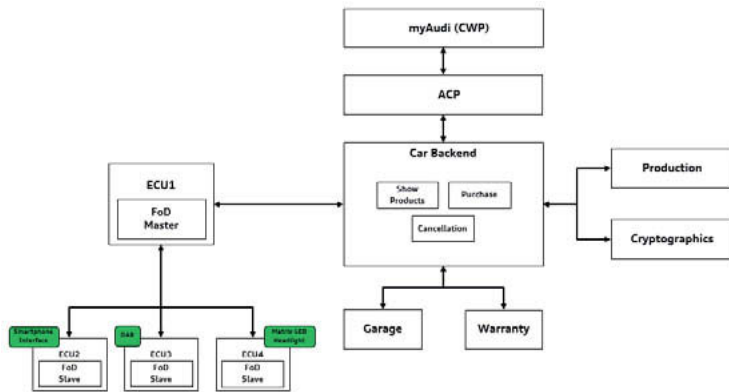 myAudi (CWP)
ACP
Car Backend
Show
Products
Purchase
Cancellation
Production
Cryptographics
ECU1
FoD
Master
Garage
Warranty
Smartphone
Interface
ECU2
FoD
Slave
DAB
ECU3
FoD
Slave
Matrix LED
Headlight
ECU4
FoD
Slave